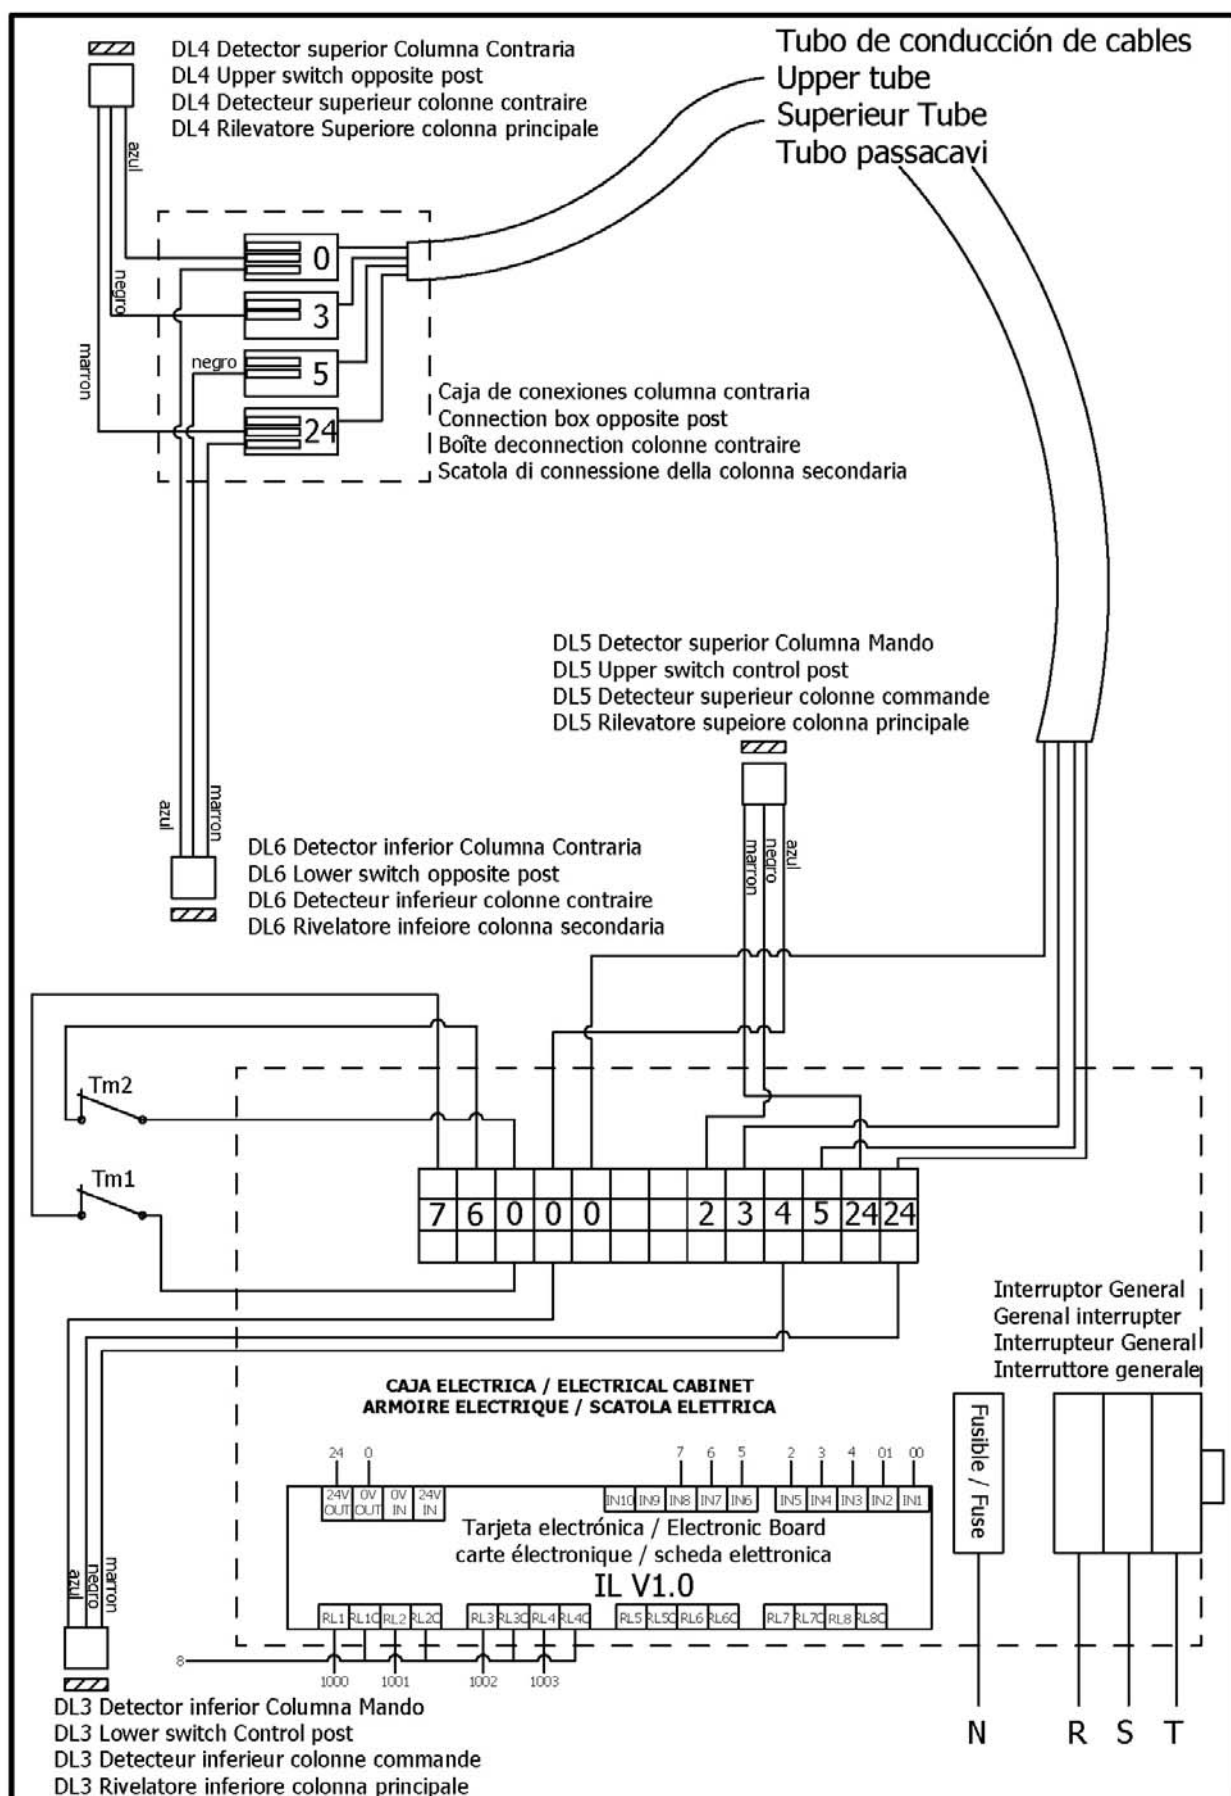 DL4 Detector superior Columna Contraria
DL4 Upper switch opposite post
DL4 Detecteur superieur colonne contraire
DL4 Rilevatore Superiore colonna principale
Tubo de conducción de cables
Upper tube
Superieur Tube
Tubo passacavi
azul
negro
marron
0
3
negro
5
24
Caja de conexiones columna contraria
Connection box opposite post
Boîte deconnection colonne contraire
Scatola di connessione della colonna secondaria
DL5 Detector superior Columna Mando
DL5 Upper switch control post
DL5 Detecteur superieur colonne commande
DL5 Rilevatore supeiore colonna principale
azul
marron
marron
negro
azul
DL6 Detector inferior Columna Contraria
DL6 Lower switch opposite post
DL6 Detecteur inferieur colonne contraire
DL6 Rivelatore infeiore colonna secondaria
Tm2
Tm1
7 6 0 0 0 2 3 4 5 24 24
Interruptor General
Gerenal interrupter
Interrupteur General
Interruttore generale
CAJA ELECTRICA / ELECTRICAL CABINET
ARMOIRE ELECTRIQUE / SCATOLA ELETTRICA
Fusible / Fuse
24 0 7 6 5 2 3 4 01 00
24V OUT 0V OUT 0V IN 24V IN IN10 IN9 IN8 IN7 IN6 IN5 IN4 IN3 IN2 IN1
Tarjeta electrónica / Electronic Board
carte électronique / scheda elettronica
IL V1.0
RL1 RL1C RL2 RL2C RL3 RL3C RL4 RL4C RL5 RL5C RL6 RL6C RL7 RL7C RL8 RL8C
azul
negro
marron
8
1000 1001 1002 1003
N R S T
DL3 Detector inferior Columna Mando
DL3 Lower switch Control post
DL3 Detecteur inferieur colonne commande
DL3 Rivelatore inferiore colonna principale